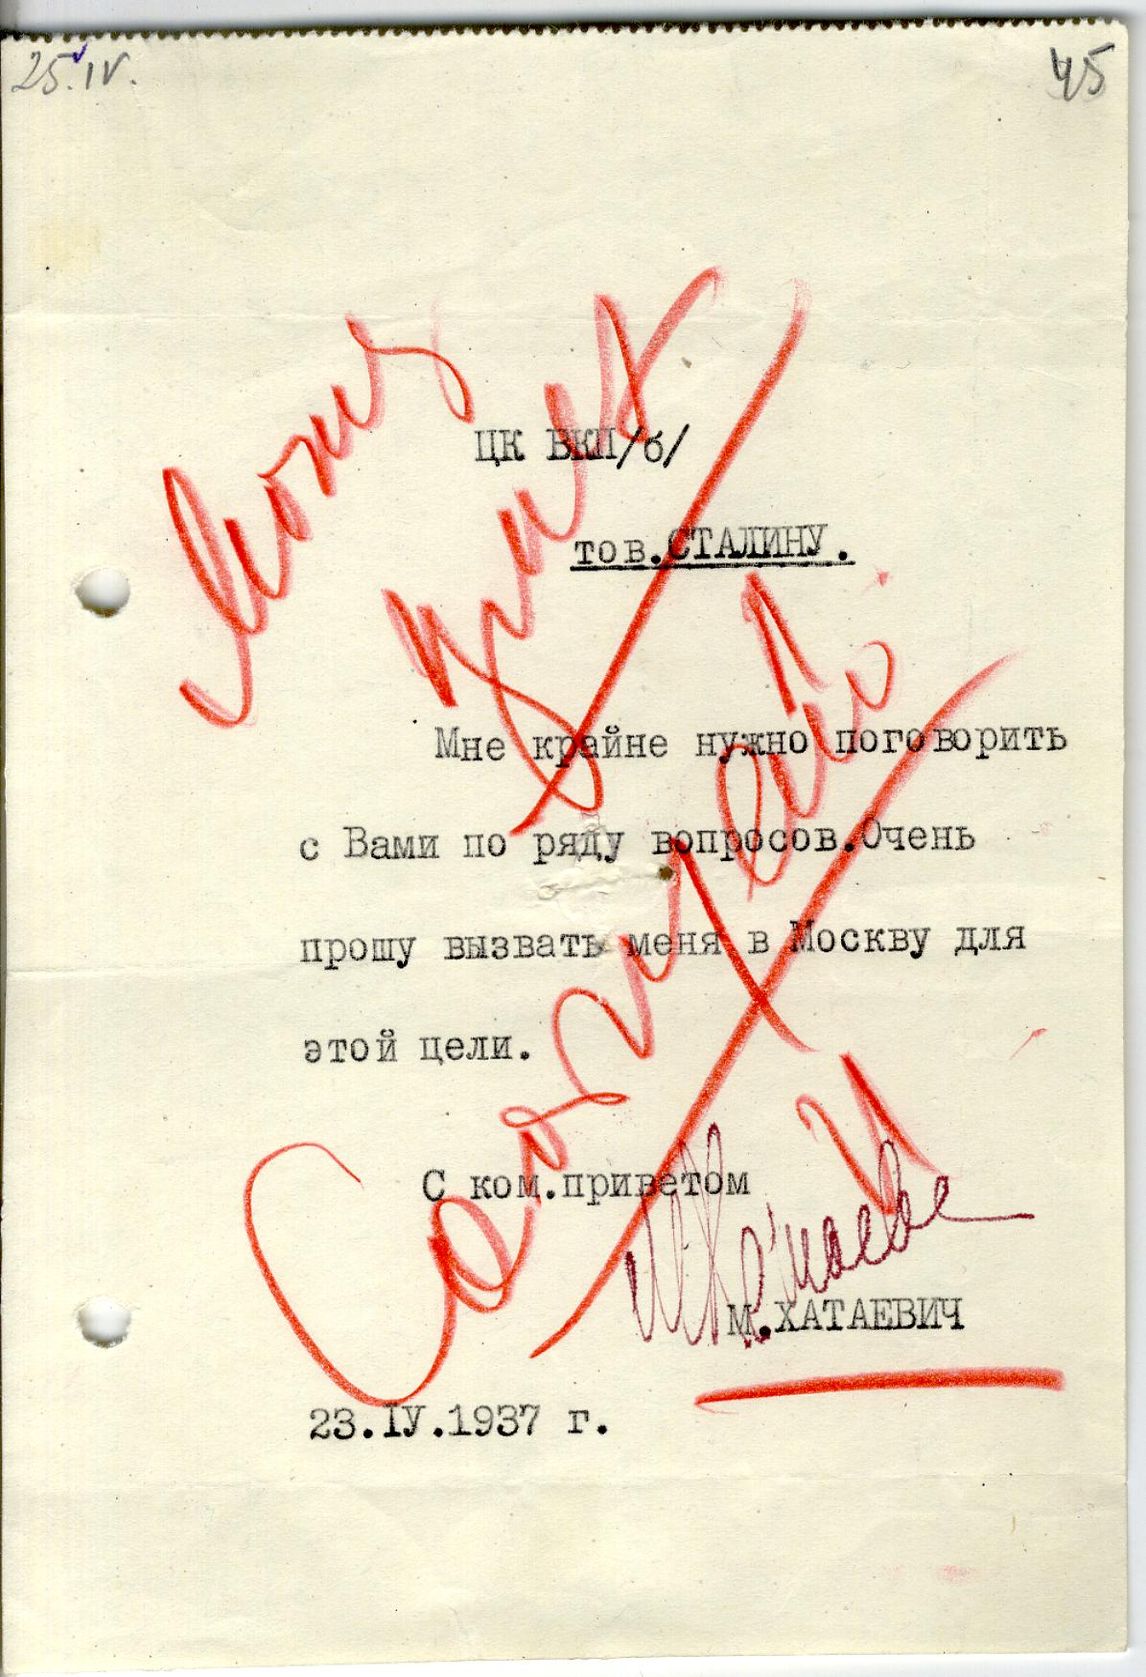 25.IV.
45
ЦК ВКП/б/
тов.СТАЛИНУ.
Мне крайне нужно поговорить
с Вами по ряду вопросов.Очень
прошу вызвать меня в Москву для
этой цели.
С ком.приветом
М.ХАТАЕВИЧ
23.IУ.1937 г.